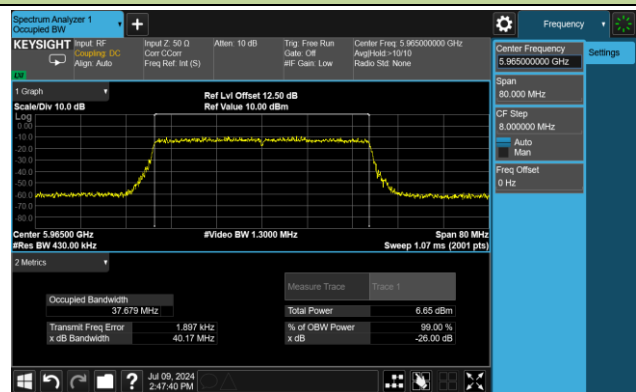 Spectrum Analyzer 1
Occupied BW
Frequency
KEYSIGHT
Input: RF
Coupling: DC
Align: Auto
Input Z: 50 Ω
Corr CCorr
Freq Ref: Int (S)
Atten: 10 dB
Trig: Free Run
Gate: Off
#IF Gain: Low
Center Freq: 5.965000000 GHz
Avg|Hold:>10/10
Radio Std: None
Center Frequency
5.965000000 GHz
Settings
Span
80.000 MHz
CF Step
8.000000 MHz
Auto
Man
Freq Offset
0 Hz
1 Graph
Scale/Div 10.0 dB
Ref Lvl Offset 12.50 dB
Ref Value 10.00 dBm
Log
0.00
-10.0
-20.0
-30.0
-40.0
-50.0
-60.0
-70.0
-80.0
Center 5.96500 GHz
#Video BW 1.3000 MHz
Span 80 MHz
#Res BW 430.00 kHz
Sweep 1.07 ms (2001 pts)
2 Metrics
Measure Trace
Trace 1
Occupied Bandwidth
37.679 MHz
Total Power
6.65 dBm
Transmit Freq Error
1.897 kHz
% of OBW Power
99.00 %
x dB Bandwidth
40.17 MHz
x dB
-26.00 dB
?
Jul 09, 2024
2:47:40 PM